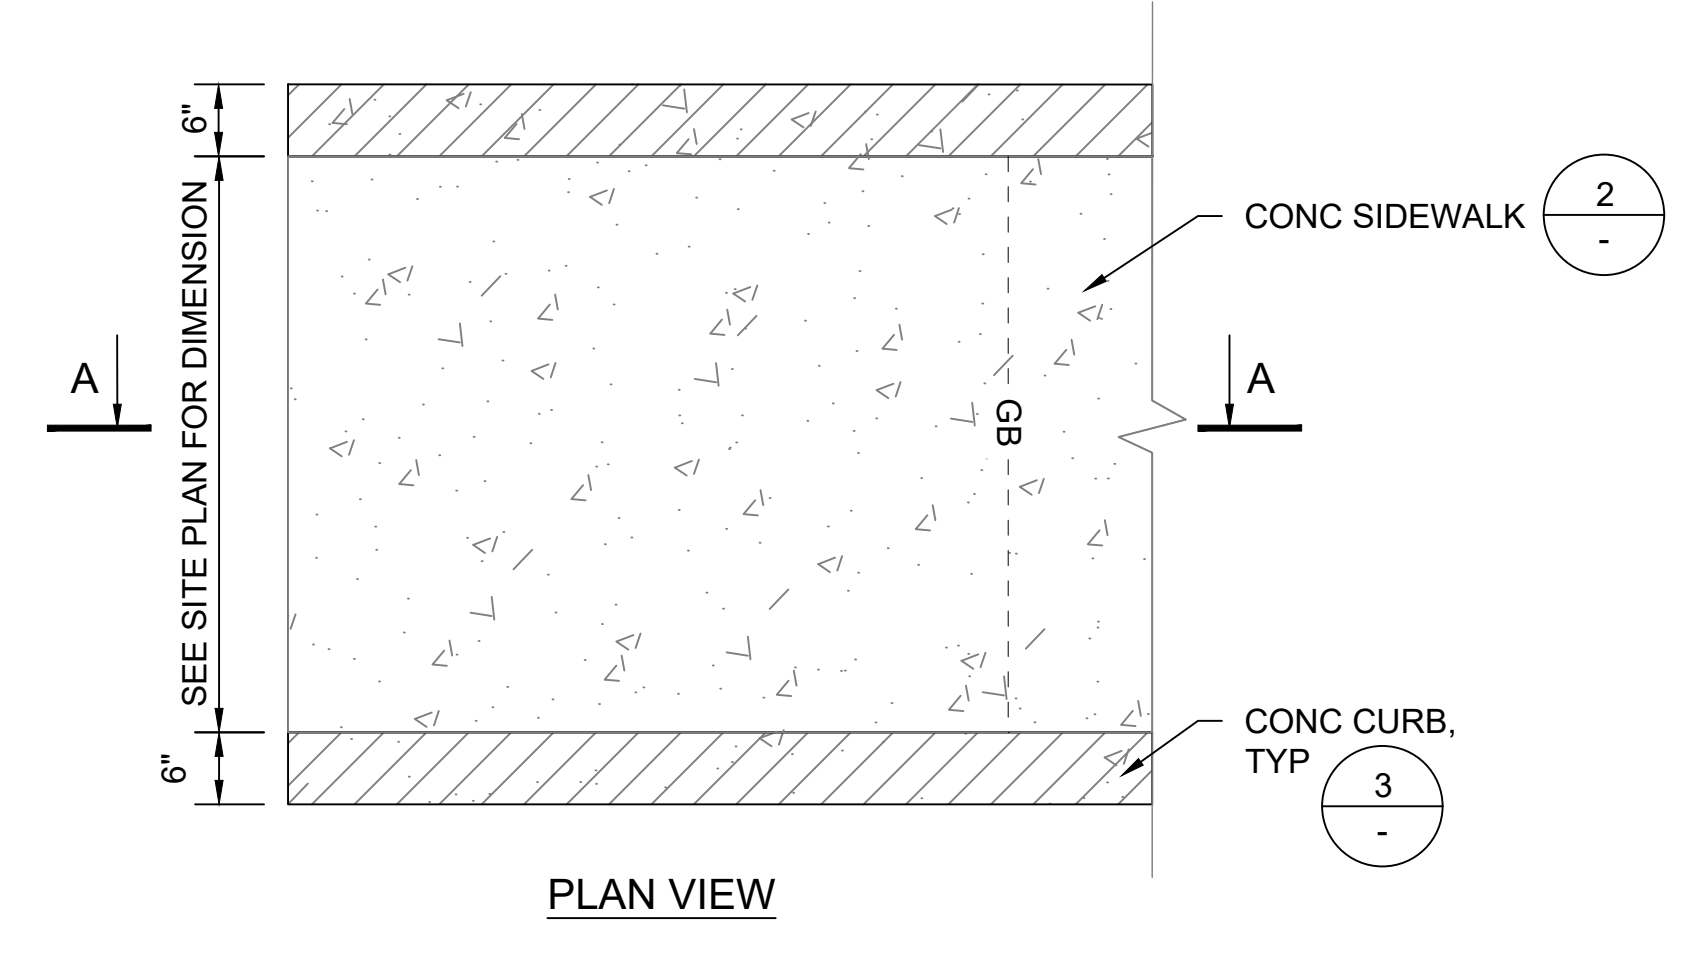 6"
SEE SITE PLAN FOR DIMENSION
6"
A
GB
A
CONC SIDEWALK
2
-
CONC CURB,
TYP
3
-
PLAN VIEW